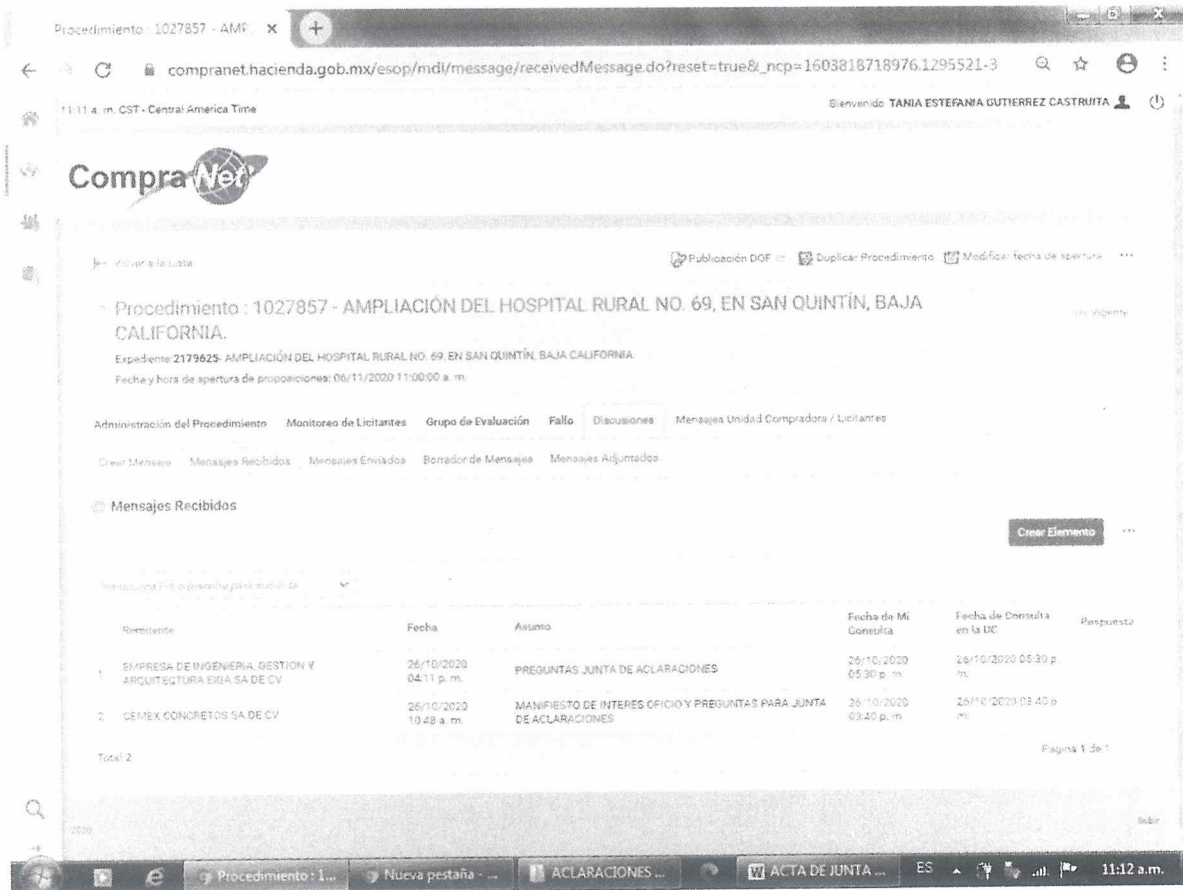 Procedimiento : 1027857 - AMP
compranet.hacienda.gob.mx/esop/mdi/message/receivedMessage.do?reset=true&_ncp=1603818718976.1295521-3
11:11 a. m. CST - Central America Time
Bienvenido TANIA ESTEFANIA GUTIERREZ CASTRUITA
CompraNet
Volver a la Lista
Publicación DOF
Duplicar Procedimiento
Modificar fecha de apertura
...
Procedimiento : 1027857 - AMPLIACIÓN DEL HOSPITAL RURAL NO. 69, EN SAN QUINTÍN, BAJA
CALIFORNIA.
Vigente
Expediente:2179625- AMPLIACIÓN DEL HOSPITAL RURAL NO. 69, EN SAN QUINTÍN, BAJA CALIFORNIA.
Fecha y hora de apertura de proposiciones: 06/11/2020 11:00:00 a. m.
Administración del Procedimiento Monitoreo de Licitantes Grupo de Evaluación Fallo Discusiones Mensajes Unidad Compradora / Licitantes
Crear Mensaje Mensajes Recibidos Mensajes Enviados Borrador de Mensajes Mensajes Adjuntados
Mensajes Recibidos
Crear Elemento ...
Remitente Fecha Asunto Fecha de Mi Consulta Fecha de Consulta en la UC Respuesta
1 EMPRESA DE INGENIERIA, GESTION Y ARQUITECTURA EIGA SA DE CV 26/10/2020 04:11 p. m. PREGUNTAS JUNTA DE ACLARACIONES 26/10/2020 05:30 p. m. 26/10/2020 05:30 p. m.
2 CEMEX CONCRETOS SA DE CV 26/10/2020 10:48 a. m. MANIFIESTO DE INTERES OFICIO Y PREGUNTAS PARA JUNTA DE ACLARACIONES 26/10/2020 03:40 p. m. 26/10/2020 03:40 p. m.
Total 2
Pagina 1 de 1
2020
Subir
Procedimiento : 1...
Nueva pestaña - ...
ACLARACIONES ...
ACTA DE JUNTA ...
ES
11:12 a.m.